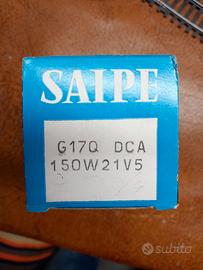 SAIPE
G17Q DCA
150W21V5
subito